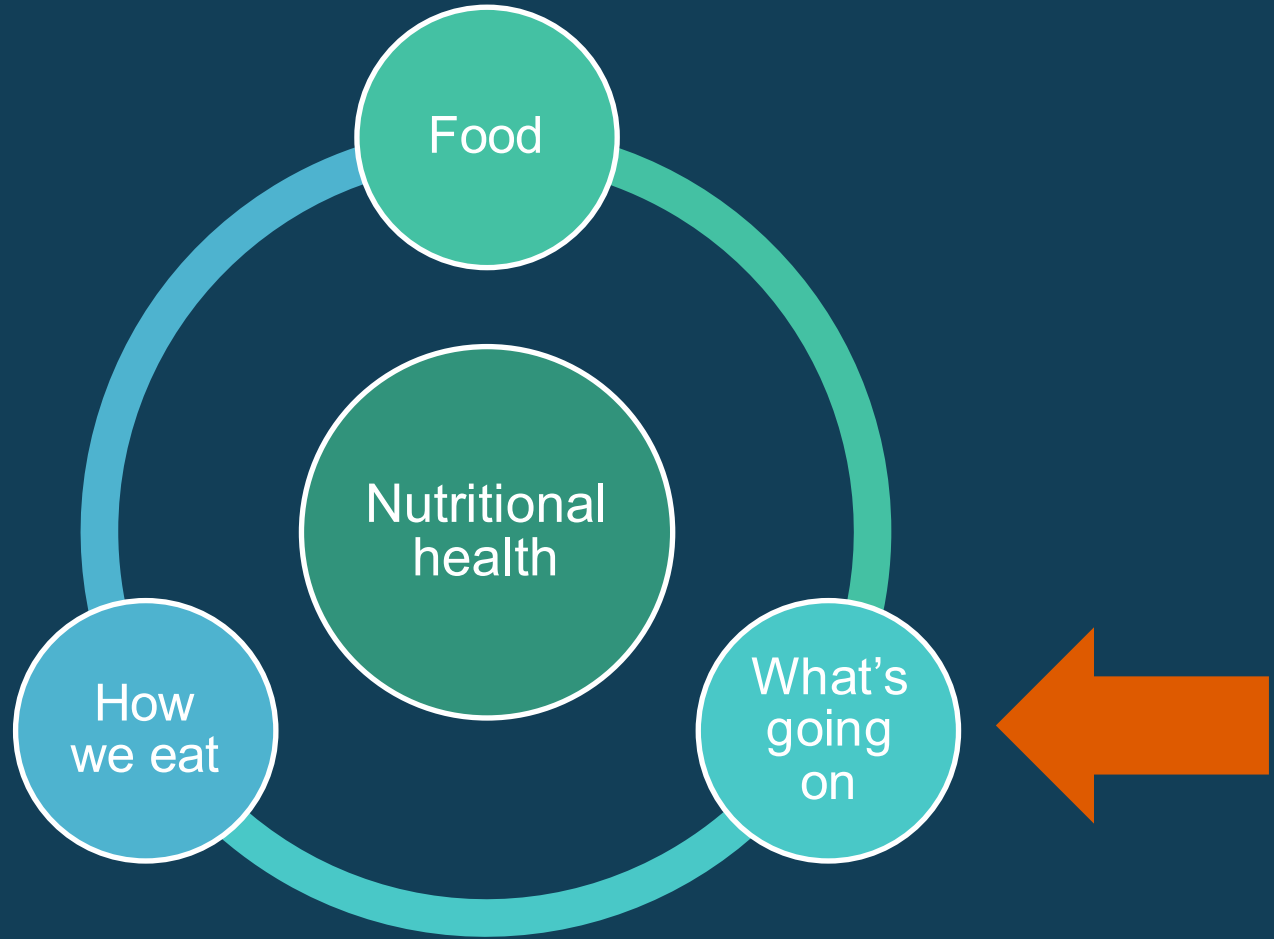 Food
Nutritional
health
How
we eat
What’s
going
on